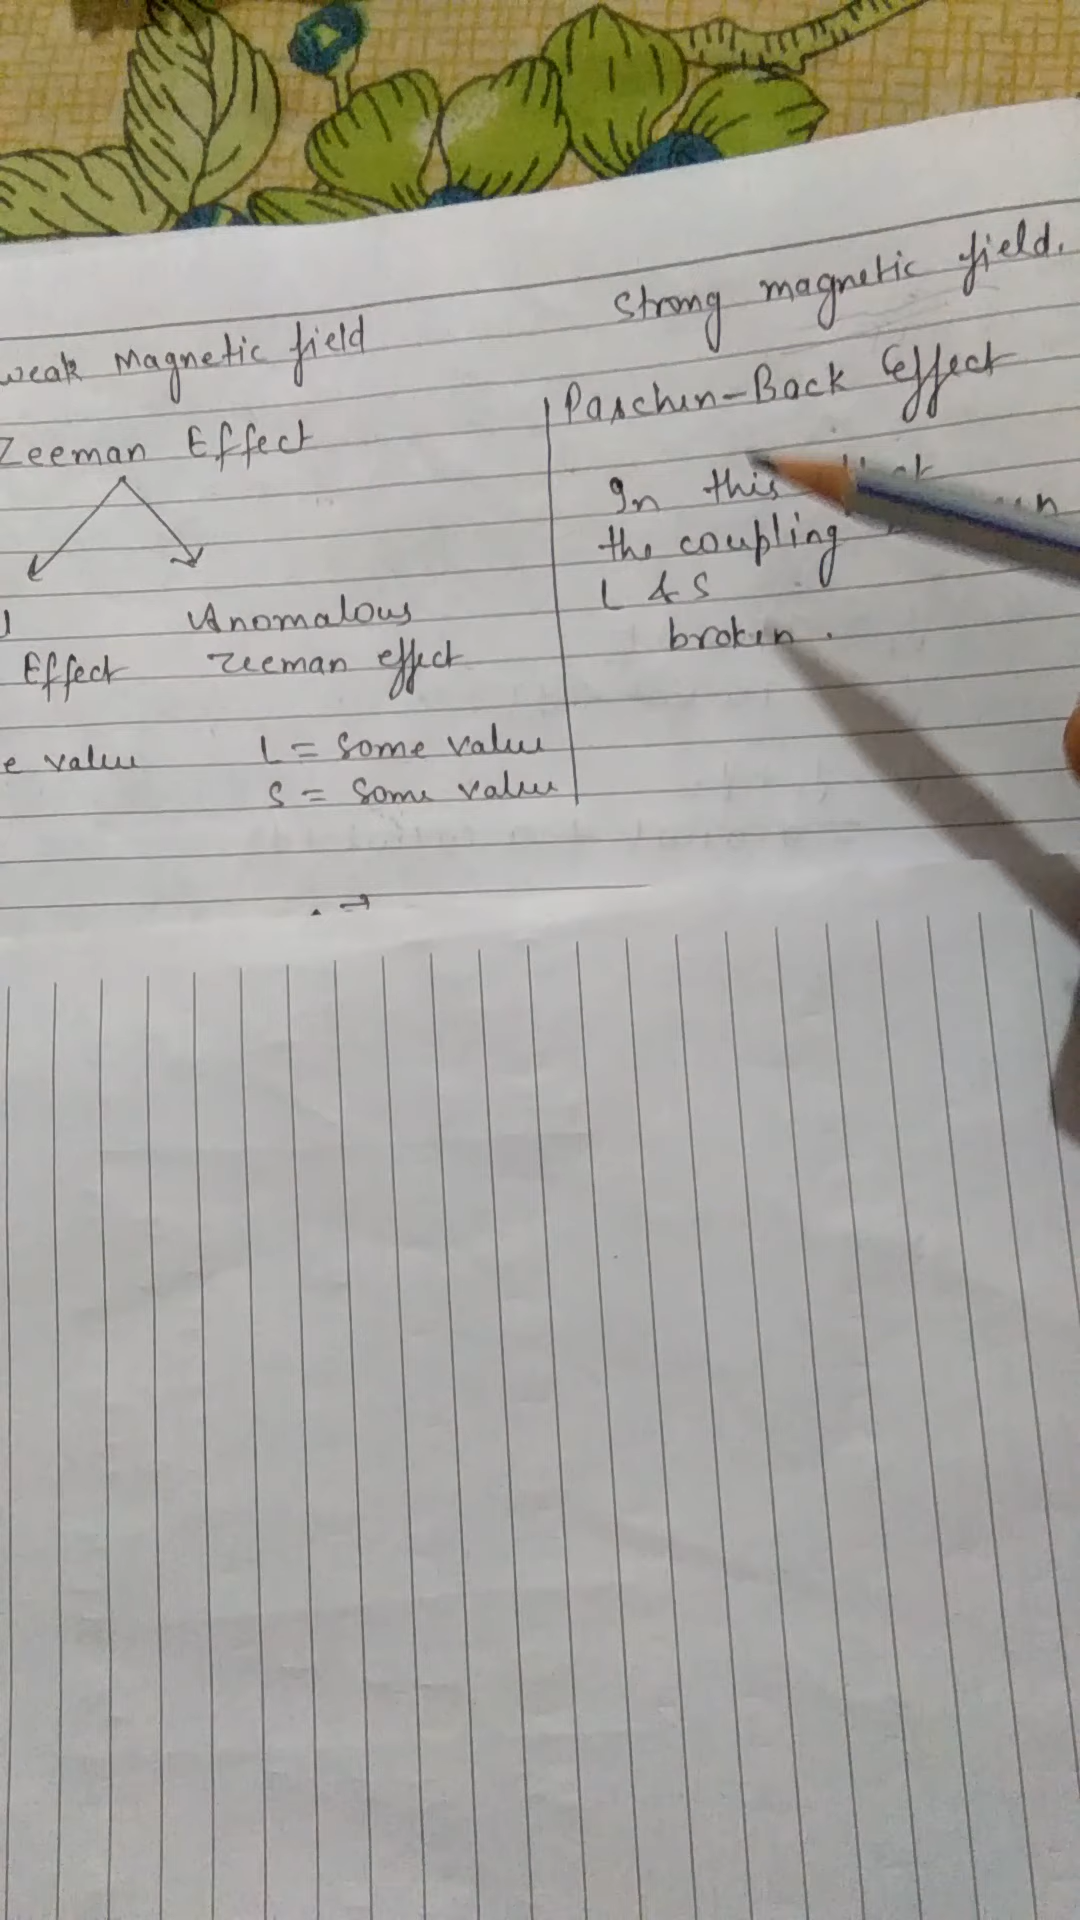 weak Magnetic field
Strong magnetic field.
Zeeman Effect
Anomalous
Effect zeeman effect
e value
L = Some value
S = Some value
Paschen-Back Effect
In this
the coupling
L & S
broken.